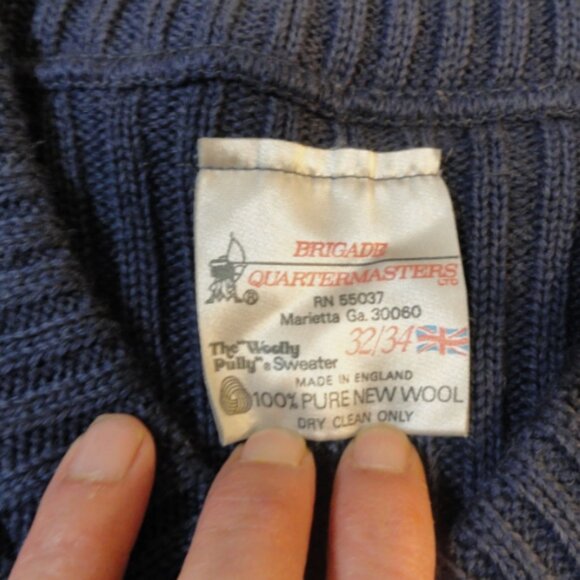 BRIGADE
QUARTERMASTERS LTD
®
RN 55037
Marietta Ga. 30060
32/34
The "Woolly
Pully"® Sweater
MADE IN ENGLAND
100% PURE NEW WOOL
DRY CLEAN ONLY